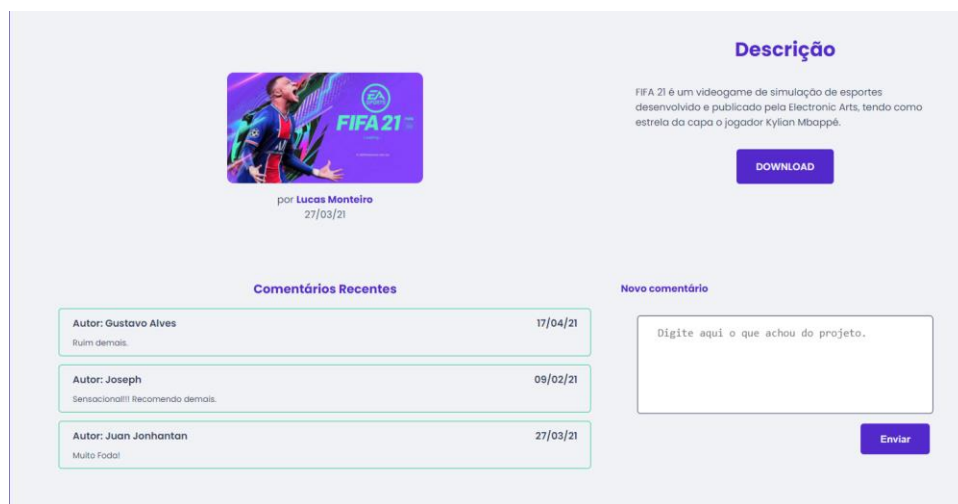 Descrição
FIFA 21 é um videogame de simulação de esportes
desenvolvido e publicado pela Electronic Arts, tendo como
estrela da capa o jogador Kylian Mbappé.
DOWNLOAD
EA
SPORTS
FIFA 21
por Lucas Monteiro
27/03/21
Comentários Recentes
Autor: Gustavo Alves 17/04/21
Ruim demais.
Autor: Joseph 09/02/21
Sensacional!!! Recomendo demais.
Autor: Juan Jonhantan 27/03/21
Muito Foda!
Novo comentário
Digite aqui o que achou do projeto.
Enviar